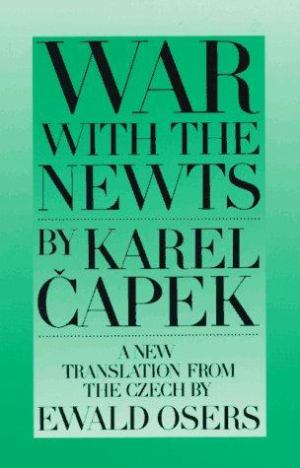 WAR
WITH THE
NEWTS
BY KAREL
ČAPEK
A NEW
TRANSLATION FROM
THE CZECH BY
EWALD OSERS